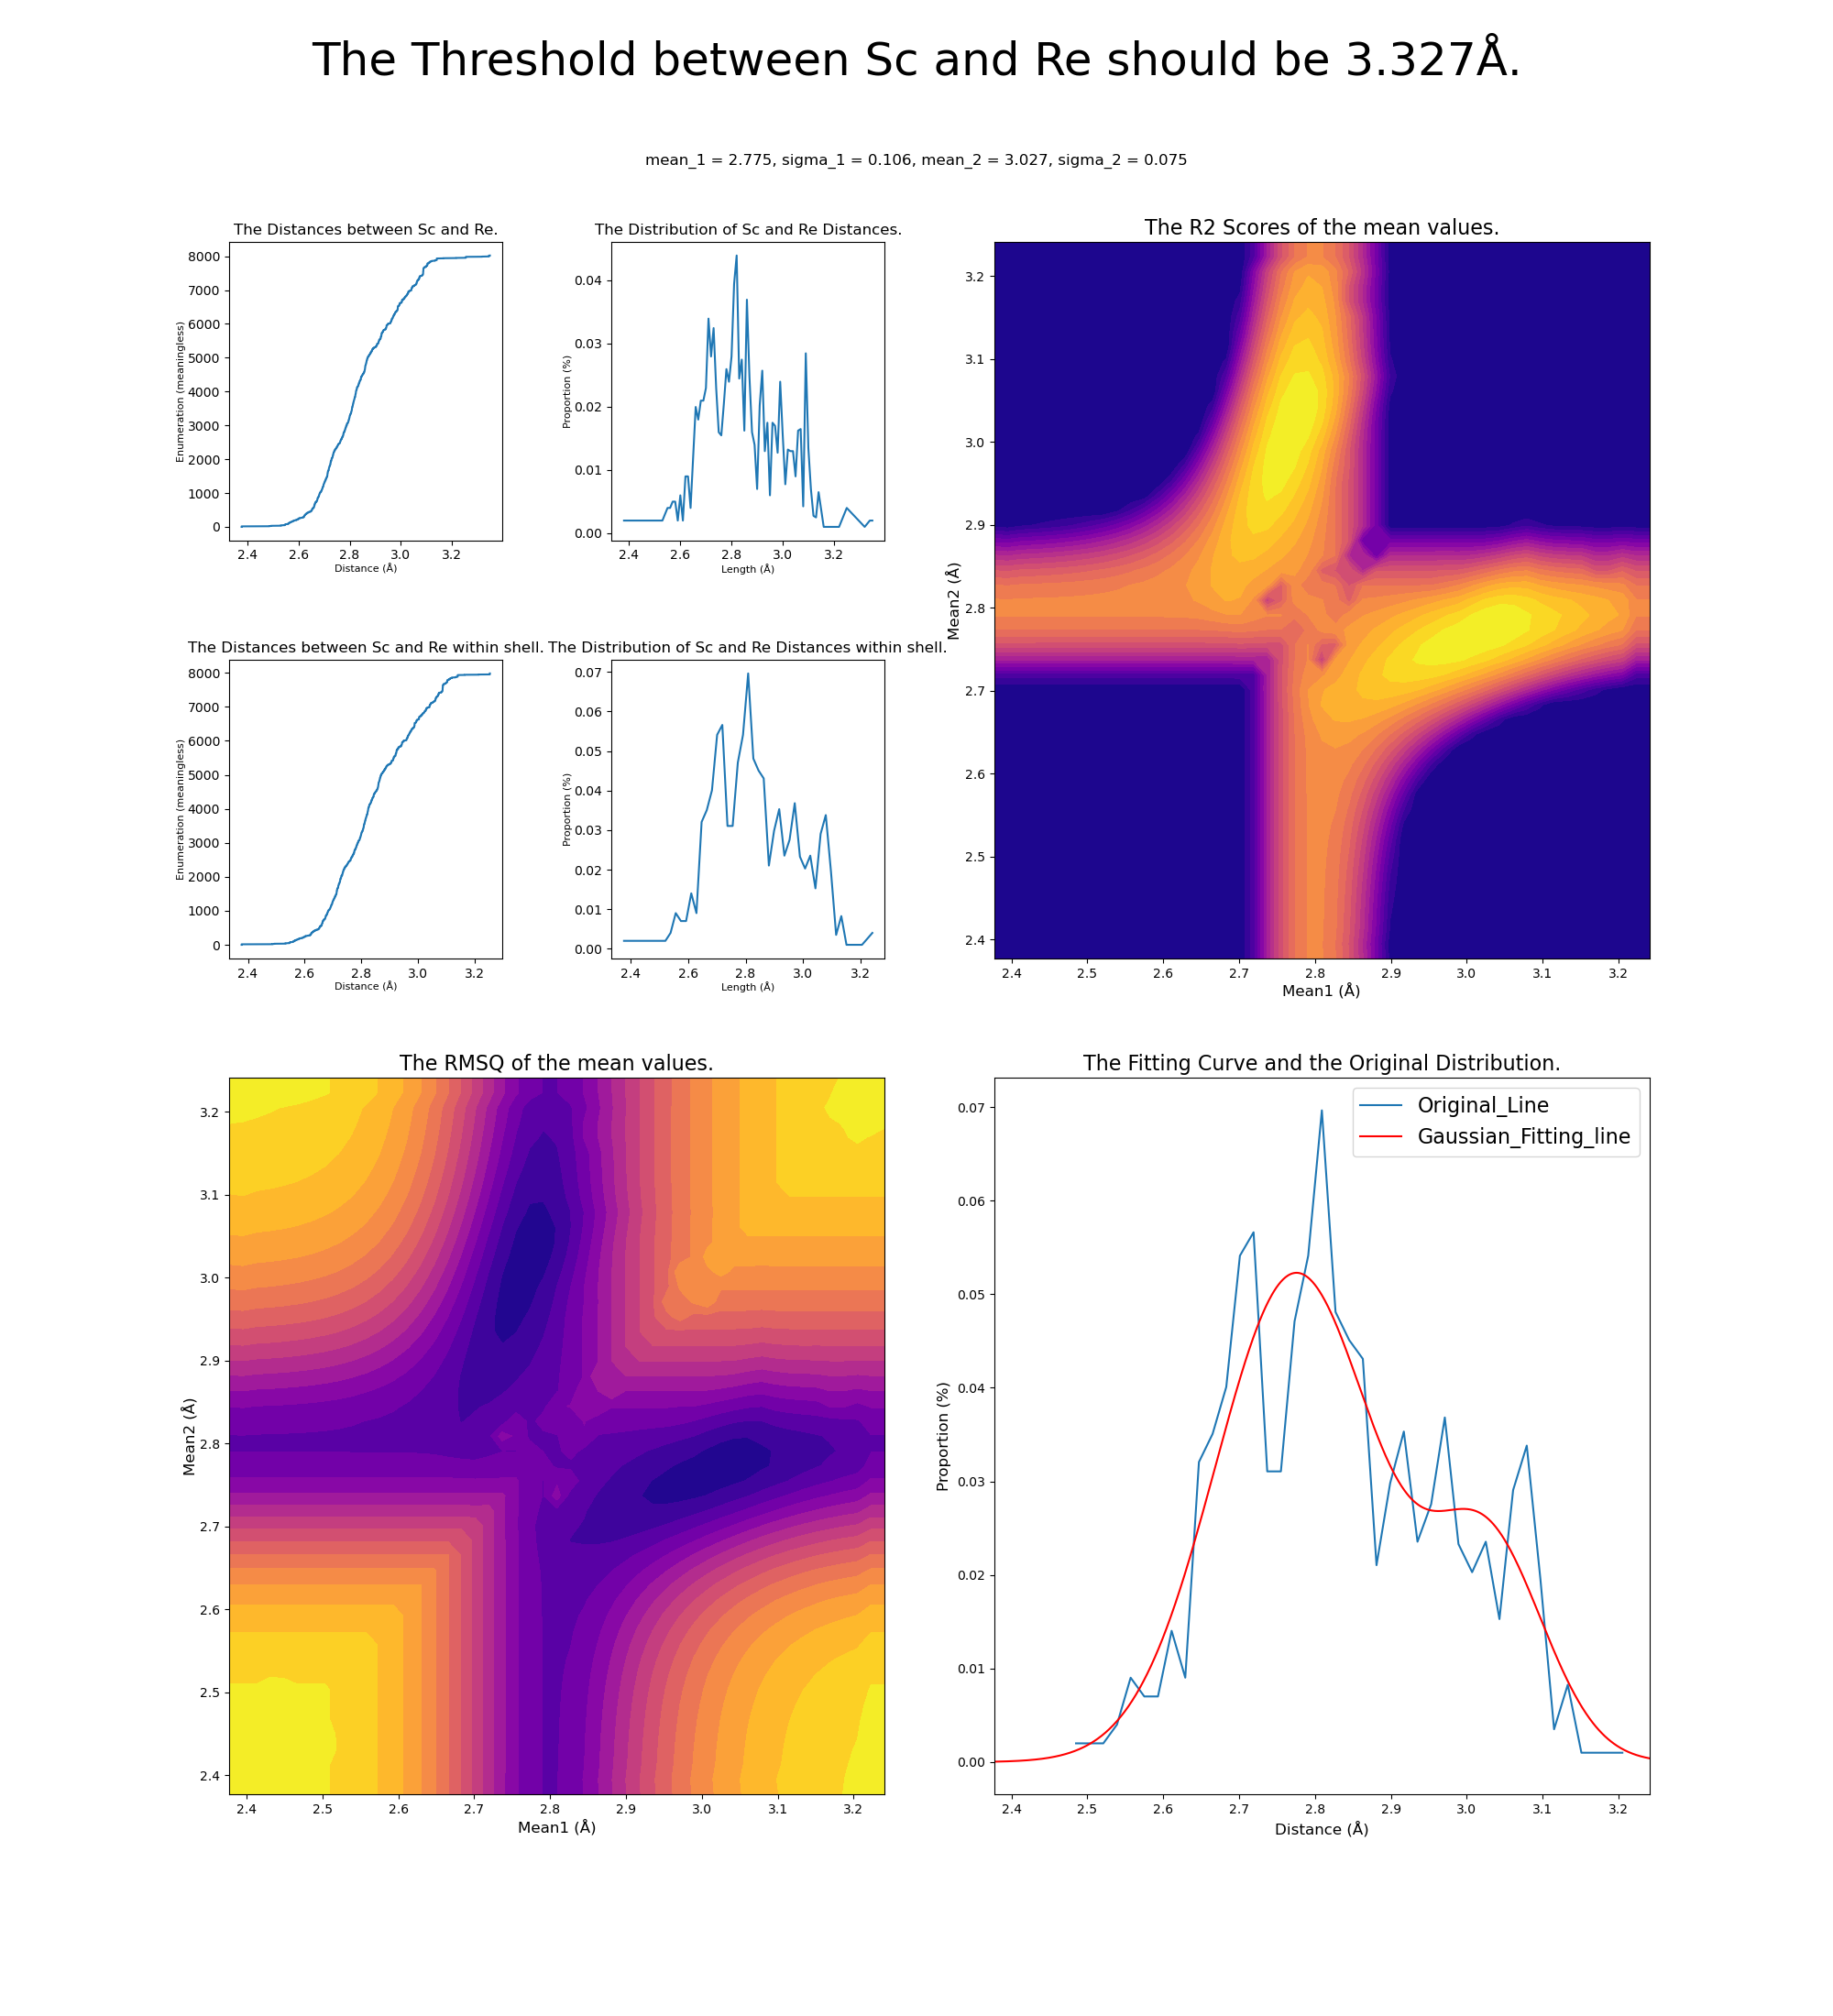 The Threshold between Sc and Re should be 3.327Å.
mean_1 = 2.775, sigma_1 = 0.106, mean_2 = 3.027, sigma_2 = 0.075
The Distances between Sc and Re.
Enumeration (meaningless)
8000
7000
6000
5000
4000
3000
2000
1000
0
2.4 2.6 2.8 3.0 3.2
Distance (Å)
The Distribution of Sc and Re Distances.
Proportion (%)
0.04
0.03
0.02
0.01
0.00
2.4 2.6 2.8 3.0 3.2
Length (Å)
The R2 Scores of the mean values.
Mean2 (Å)
3.2
3.1
3.0
2.9
2.8
2.7
2.6
2.5
2.4
2.4 2.5 2.6 2.7 2.8 2.9 3.0 3.1 3.2
Mean1 (Å)
The Distances between Sc and Re within shell.
Enumeration (meaningless)
8000
7000
6000
5000
4000
3000
2000
1000
0
2.4 2.6 2.8 3.0 3.2
Distance (Å)
The Distribution of Sc and Re Distances within shell.
Proportion (%)
0.07
0.06
0.05
0.04
0.03
0.02
0.01
0.00
2.4 2.6 2.8 3.0 3.2
Length (Å)
The RMSQ of the mean values.
Mean2 (Å)
3.2
3.1
3.0
2.9
2.8
2.7
2.6
2.5
2.4
2.4 2.5 2.6 2.7 2.8 2.9 3.0 3.1 3.2
Mean1 (Å)
The Fitting Curve and the Original Distribution.
Original_Line
Gaussian_Fitting_line
Proportion (%)
0.07
0.06
0.05
0.04
0.03
0.02
0.01
0.00
2.4 2.5 2.6 2.7 2.8 2.9 3.0 3.1 3.2
Distance (Å)